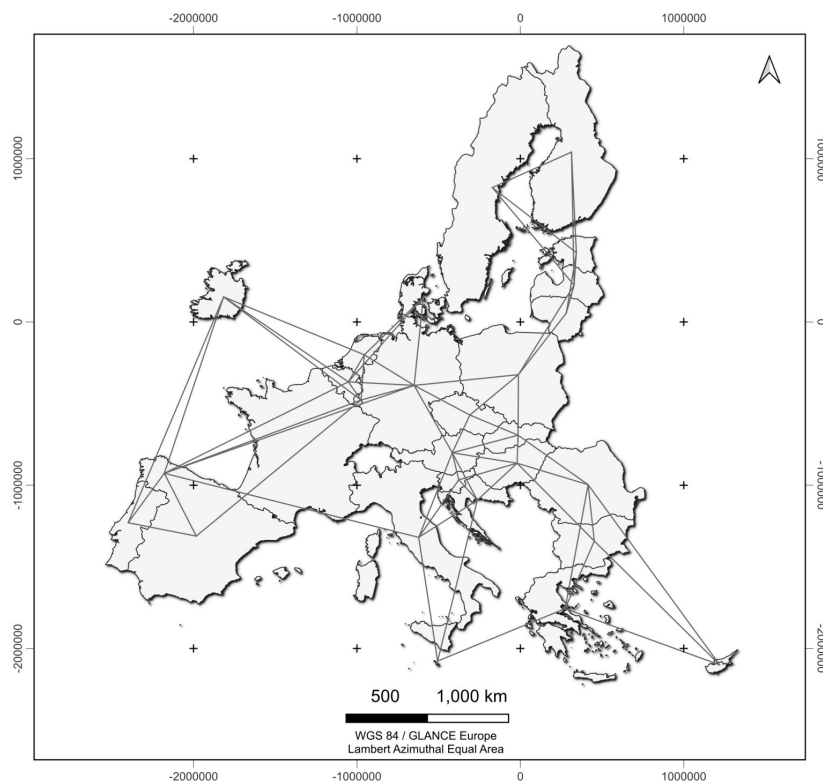 -2000000 -1000000 0 1000000
1000000 1000000
0 0
-1000000 -1000000
-2000000 -2000000
500 1,000 km
WGS 84 / GLANCE Europe
Lambert Azimuthal Equal Area
-2000000 -1000000 0 1000000